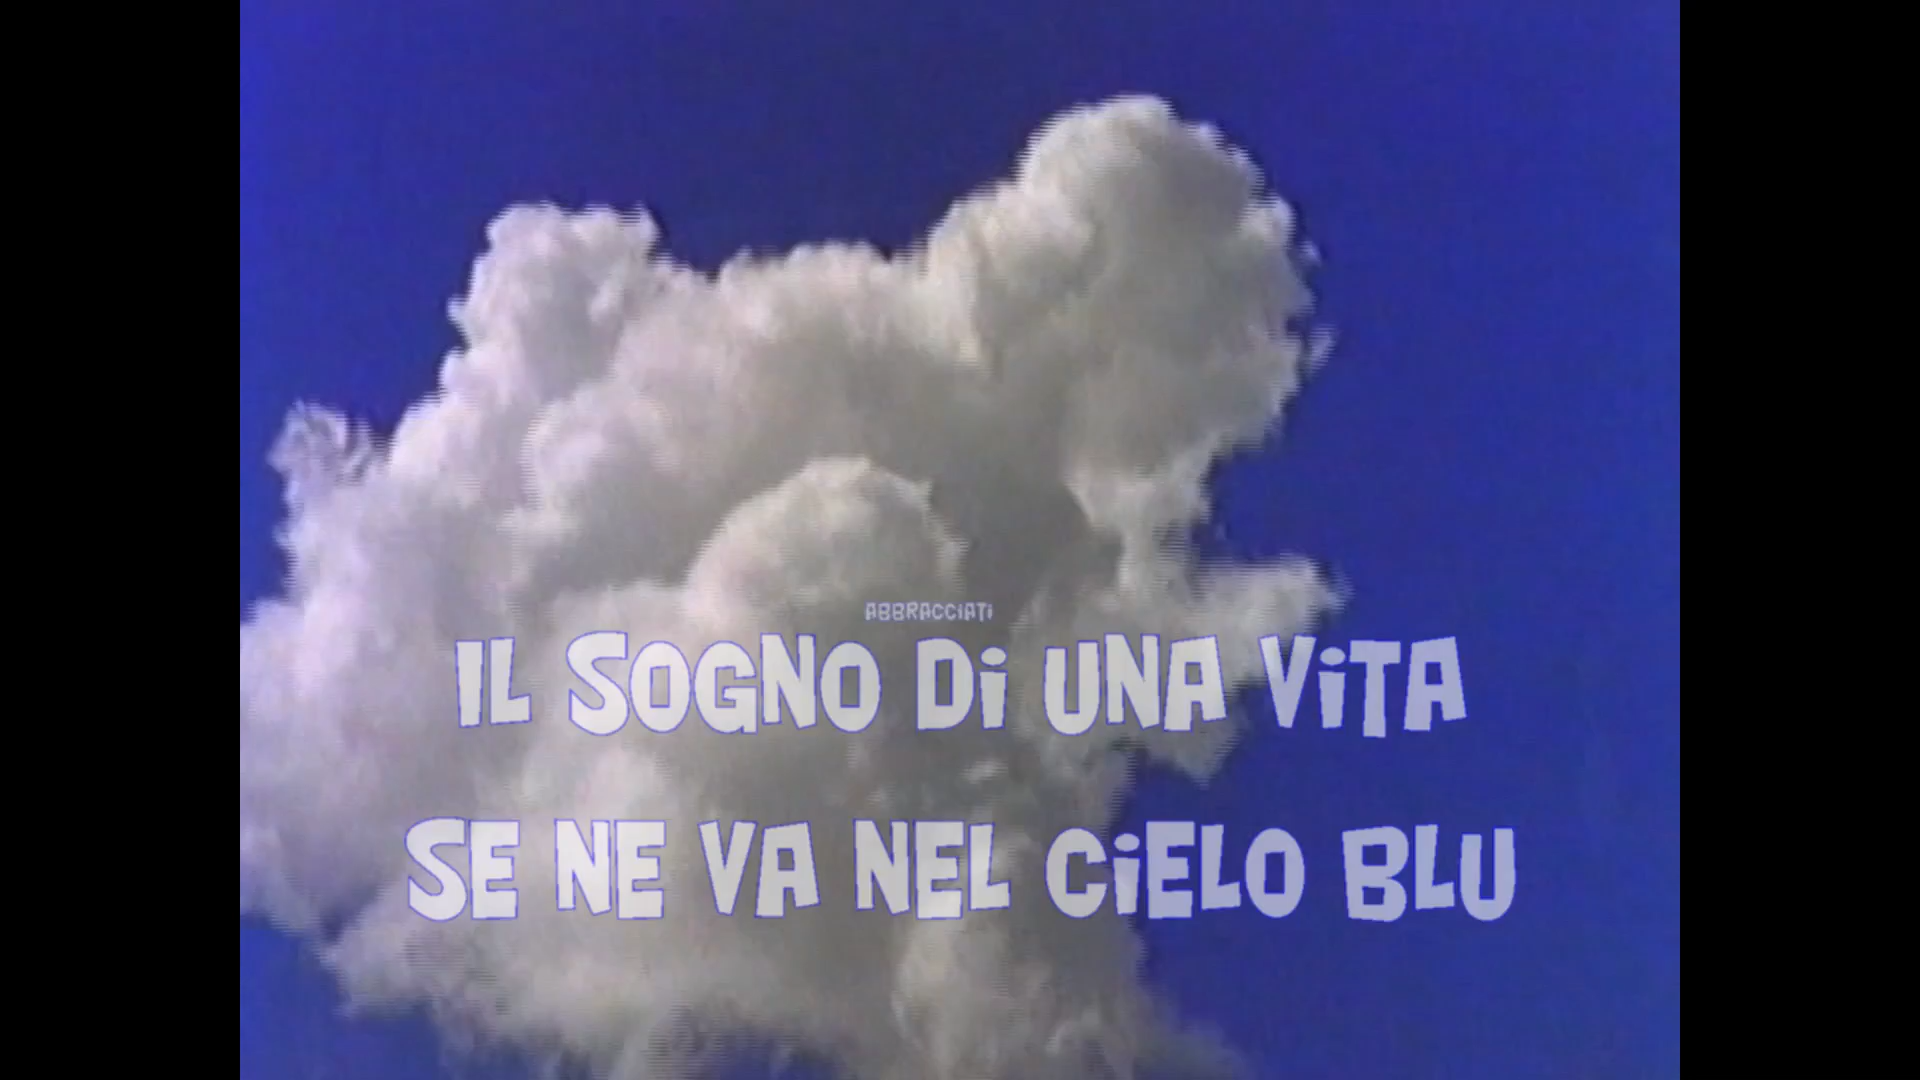 ABBRACCIATI
IL SOGNO DI UNA VITA
SE NE VA NEL CIELO BLU